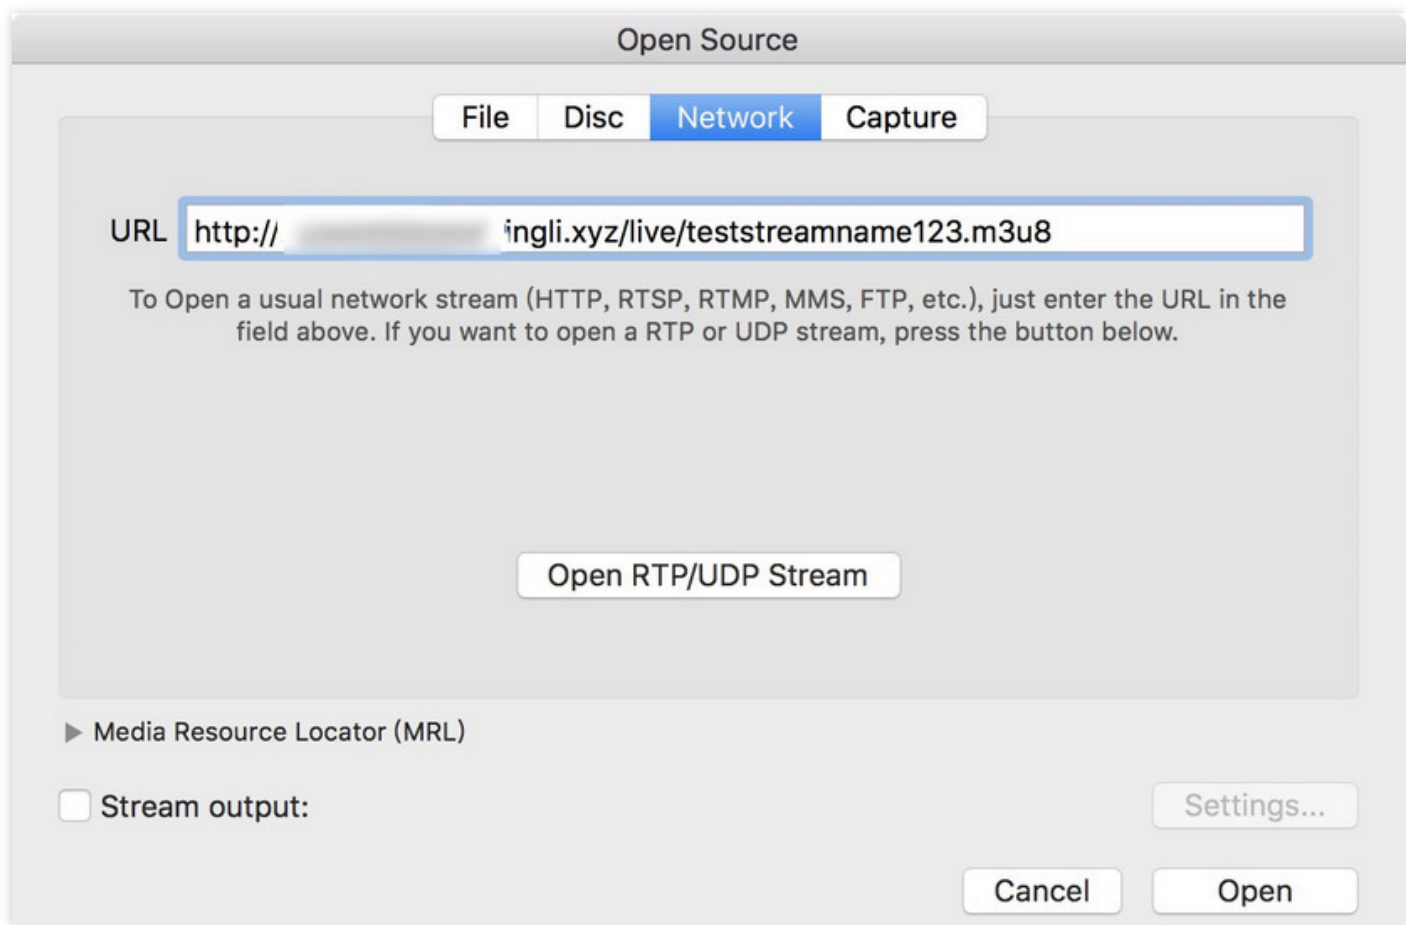 Open Source
File Disc Network Capture
URL http:// ingli.xyz/live/teststreamname123.m3u8
To Open a usual network stream (HTTP, RTSP, RTMP, MMS, FTP, etc.), just enter the URL in the
field above. If you want to open a RTP or UDP stream, press the button below.
Open RTP/UDP Stream
Media Resource Locator (MRL)
Stream output: Settings...
Cancel Open